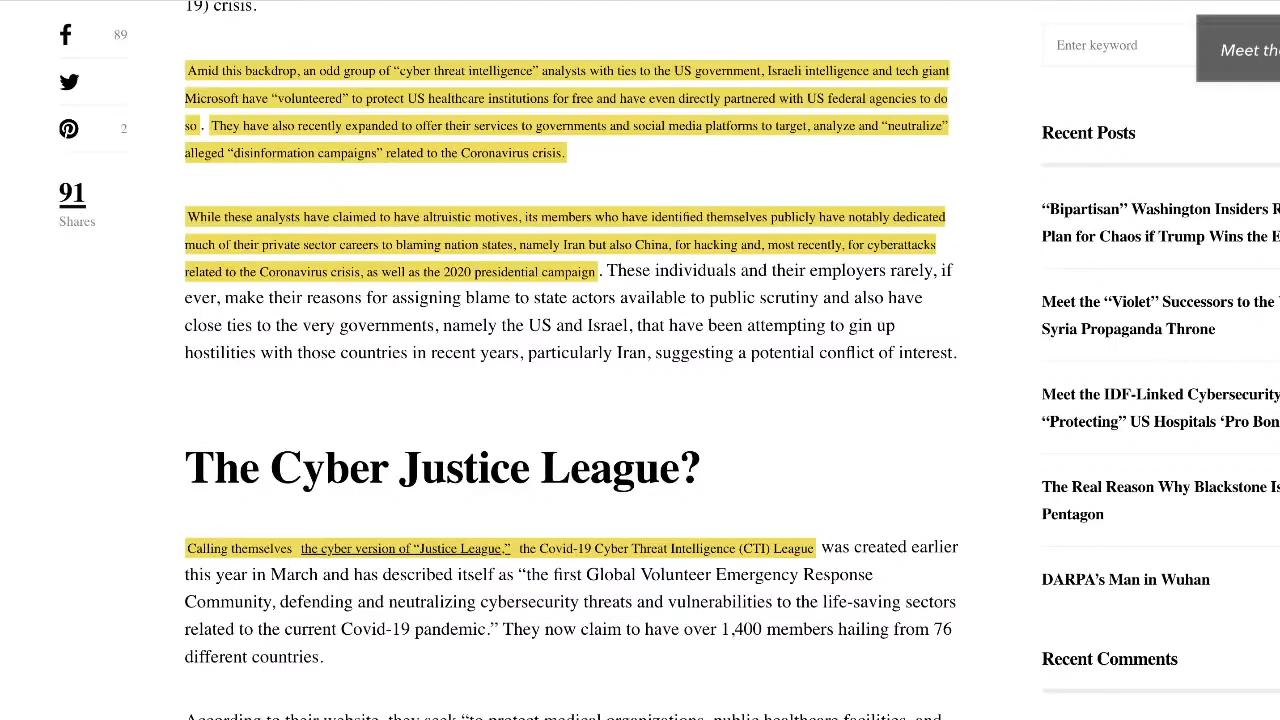 19) crisis.
89
Amid this backdrop, an odd group of “cyber threat intelligence” analysts with ties to the US government, Israeli intelligence and tech giant
Microsoft have “volunteered” to protect US healthcare institutions for free and have even directly partnered with US federal agencies to do
so . They have also recently expanded to offer their services to governments and social media platforms to target, analyze and “neutralize”
alleged “disinformation campaigns” related to the Coronavirus crisis.
2
91
Shares
While these analysts have claimed to have altruistic motives, its members who have identified themselves publicly have notably dedicated
much of their private sector careers to blaming nation states, namely Iran but also China, for hacking and, most recently, for cyberattacks
related to the Coronavirus crisis, as well as the 2020 presidential campaign . These individuals and their employers rarely, if
ever, make their reasons for assigning blame to state actors available to public scrutiny and also have
close ties to the very governments, namely the US and Israel, that have been attempting to gin up
hostilities with those countries in recent years, particularly Iran, suggesting a potential conflict of interest.
The Cyber Justice League?
Calling themselves the cyber version of “Justice League,” the Covid-19 Cyber Threat Intelligence (CTI) League was created earlier
this year in March and has described itself as “the first Global Volunteer Emergency Response
Community, defending and neutralizing cybersecurity threats and vulnerabilities to the life-saving sectors
related to the current Covid-19 pandemic.” They now claim to have over 1,400 members hailing from 76
different countries.
According to their website, they seek “to protect medical organizations, public healthcare facilities, and
Enter keyword
Meet
Recent Posts
“Bipartisan” Washington Insiders
Plan for Chaos if Trump Wins the
Meet the “Violet” Successors to the
Syria Propaganda Throne
Meet the IDF-Linked Cybersecurity
“Protecting” US Hospitals ‘Pro
The Real Reason Why Blackstone
Pentagon
DARPA’s Man in Wuhan
Recent Comments